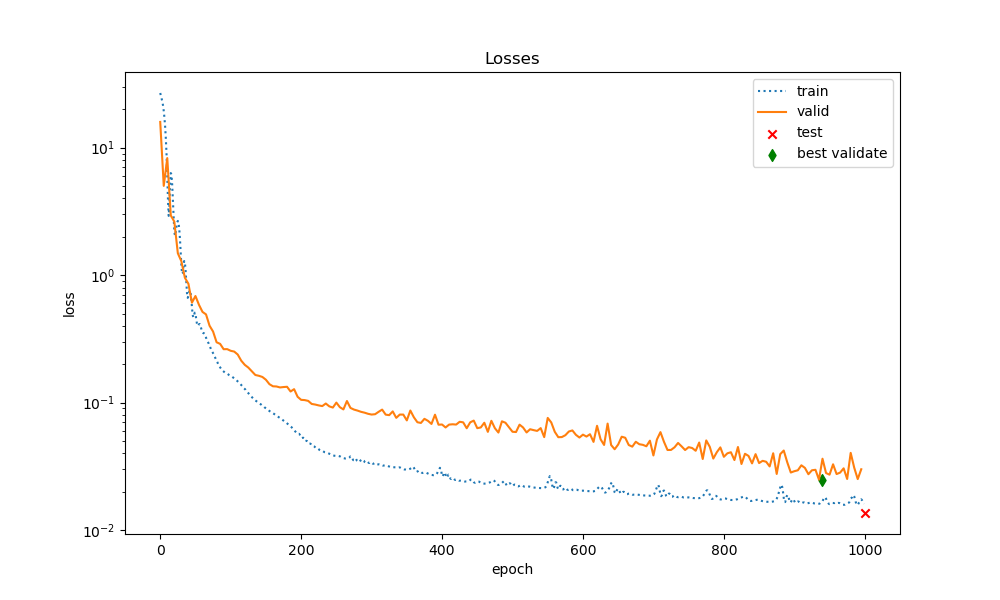 Losses
train
valid
test
best validate
10¹
10⁰
10⁻¹
10⁻²
loss
0 200 400 600 800 1000
epoch